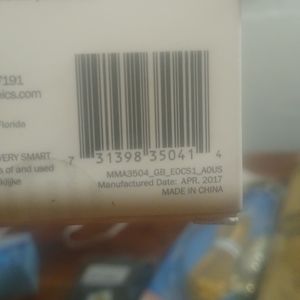 7191
ics.com
Florida
VERY SMART
s of and used
klijke
7 31398 35041 4
MMA3504_GB_E0CS1_A0US
Manufactured Date: APR. 2017
MADE IN CHINA